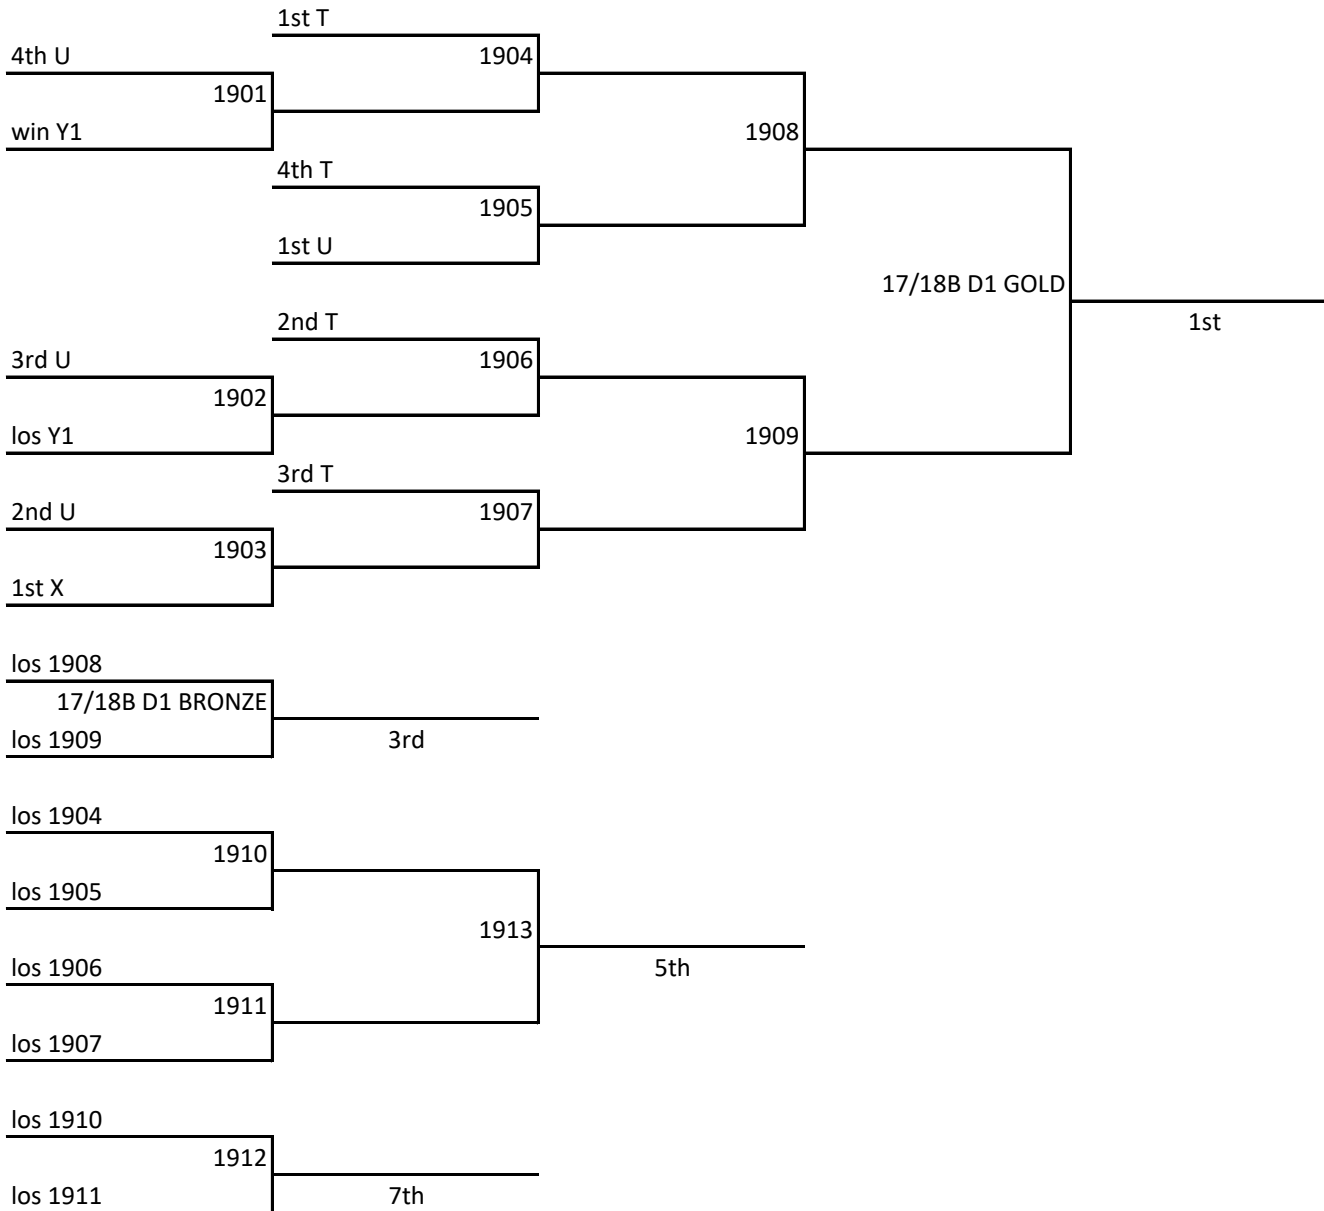 1st T
4th U
1904
1901
win Y1
1908
4th T
1905
1st U
17/18B D1 GOLD
2nd T
1st
3rd U
1906
1902
los Y1
1909
3rd T
2nd U
1907
1903
1st X
los 1908
17/18B D1 BRONZE
los 1909
3rd
los 1904
1910
los 1905
1913
los 1906
5th
1911
los 1907
los 1910
1912
los 1911
7th